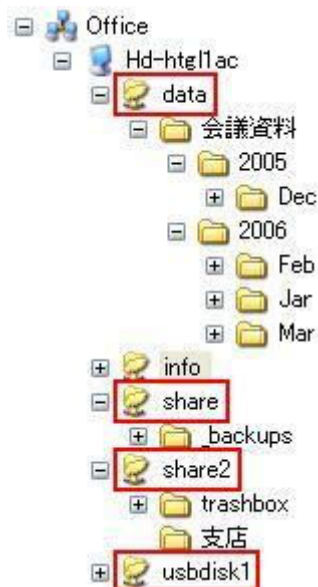 Office
Hd-htgl1ac
data
会議資料
2005
Dec
2006
Feb
Jar
Mar
info
share
_backups
share2
trashbox
支店
usbdisk1